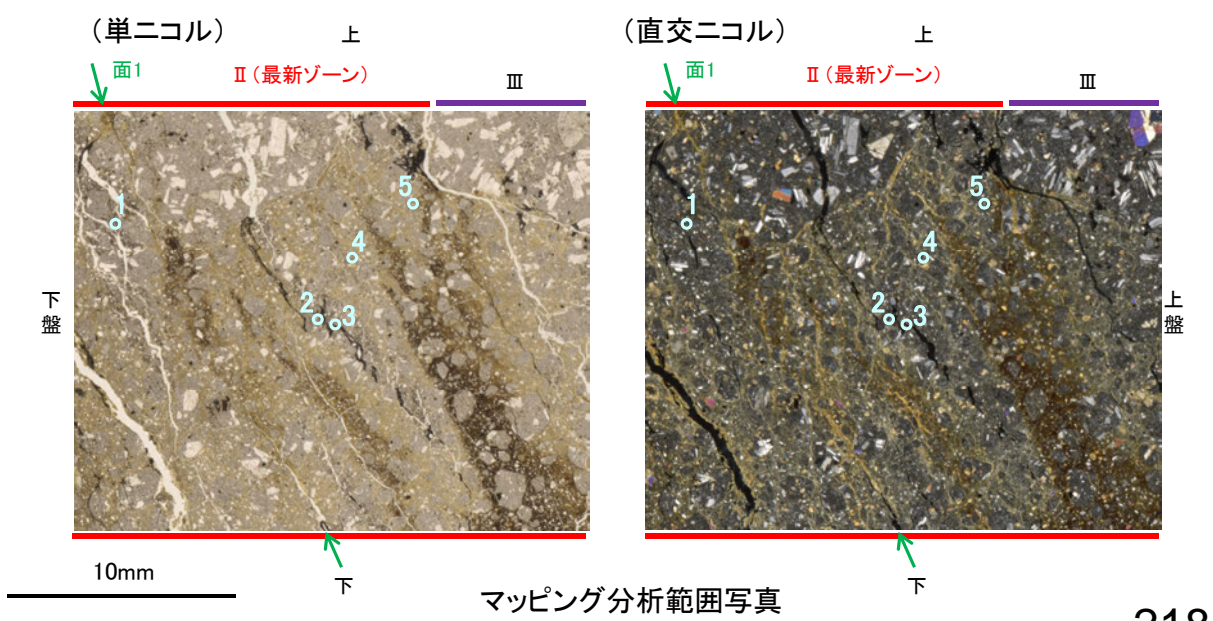 （単ニコル）
上
面1
Ⅱ（最新ゾーン）
Ⅲ
1
5
4
2
3
下盤
10mm
下
（直交ニコル）
上
面1
Ⅱ（最新ゾーン）
Ⅲ
1
5
4
2
3
上盤
下
マッピング分析範囲写真